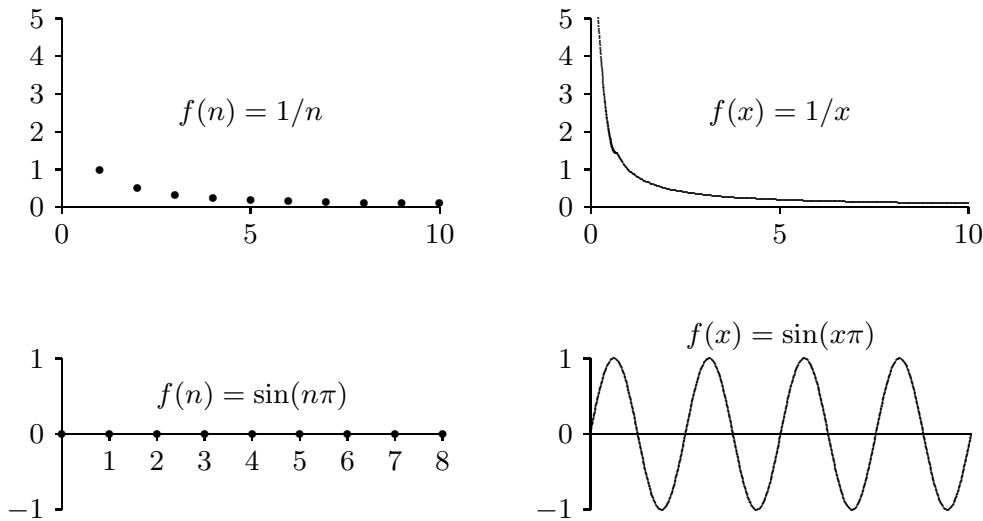 5
4
3
2
1
0
0 5 10
f(n) = 1/n
5
4
3
2
1
0
0 5 10
f(x) = 1/x
1
0
−1
f(n) = sin(nπ)
1 2 3 4 5 6 7 8
f(x) = sin(xπ)
1
0
−1